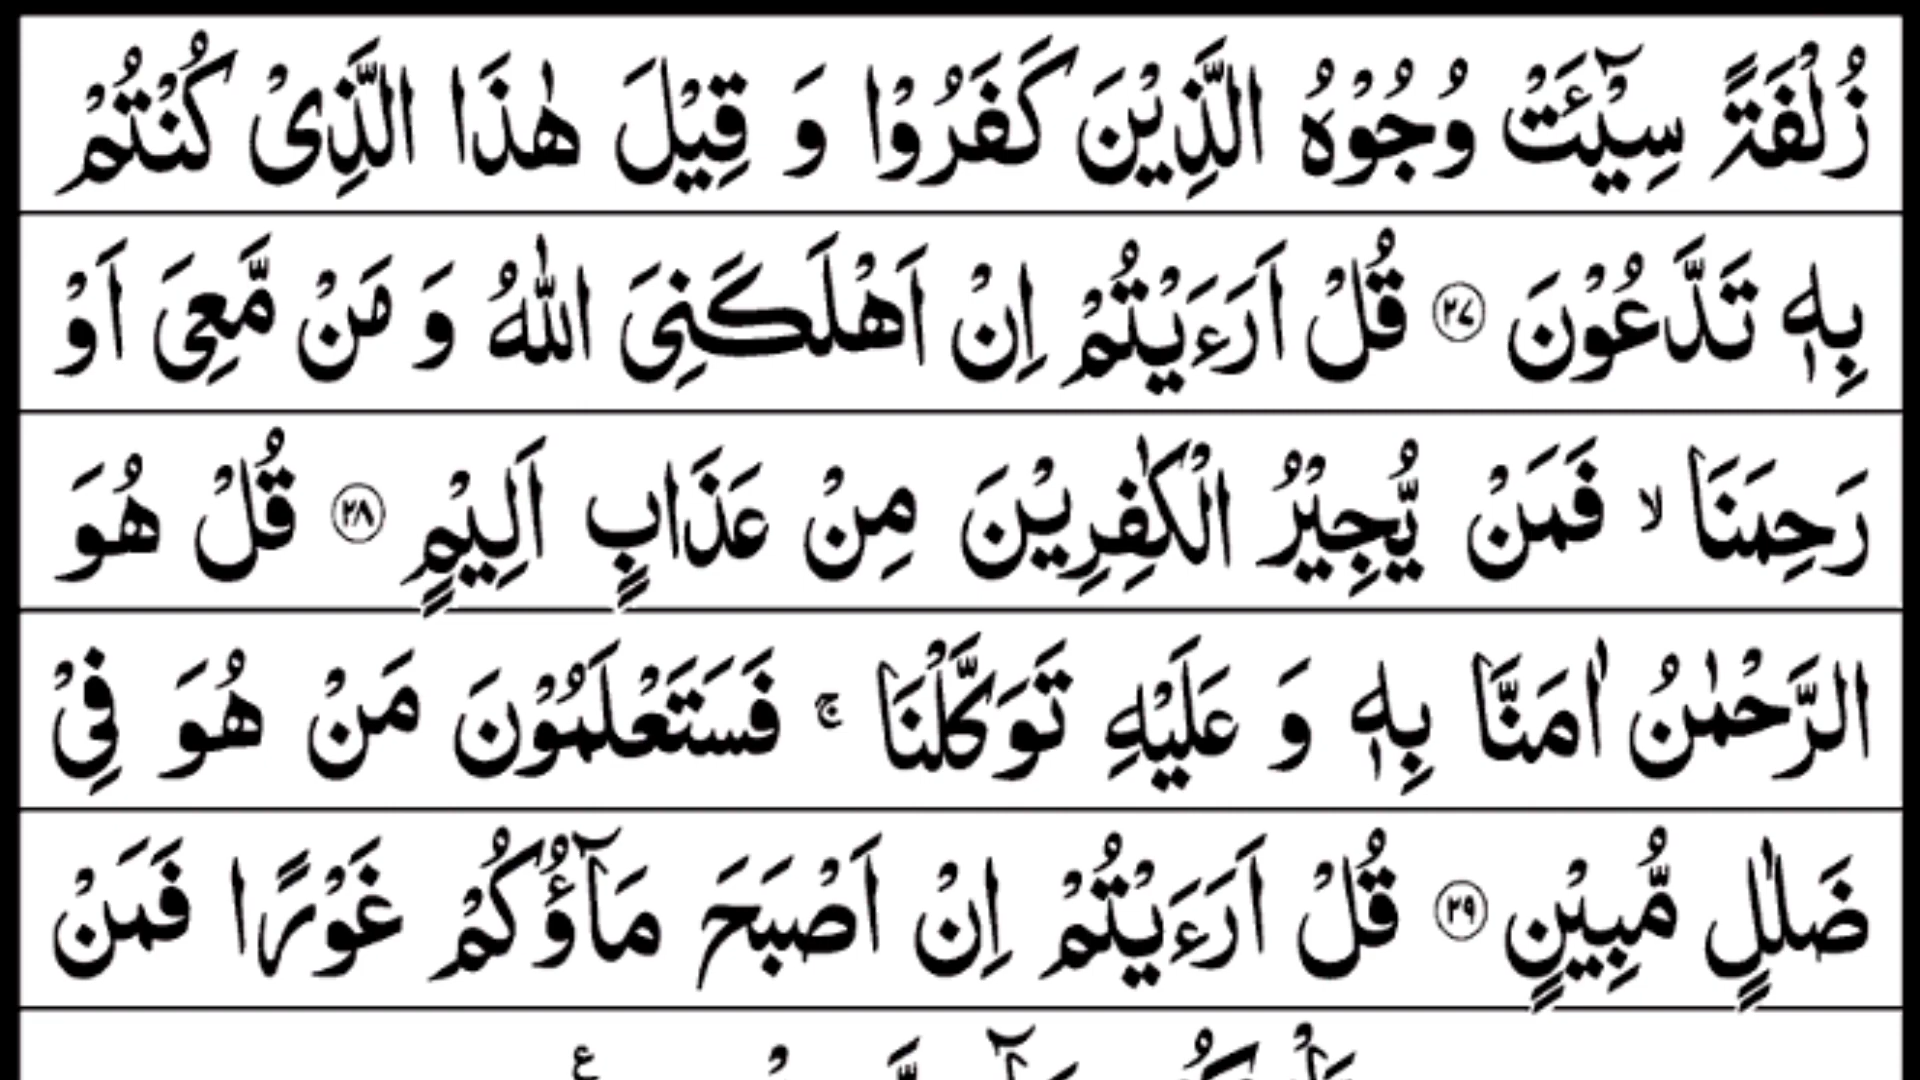 زُلْفَةً سِیْٓـَٔتْ وُجُوْهُ الَّذِیْنَ كَفَرُوْا وَ قِیْلَ هٰذَا الَّذِیْ كُنْتُمْ
بِهٖ تَدَّعُوْنَ ۝۲۷ قُلْ اَرَءَیْتُمْ اِنْ اَهْلَكَنِیَ اللّٰهُ وَ مَنْ مَّعِیَ اَوْ
رَحِمَنَا ۙ فَمَنْ یُّجِیْرُ الْكٰفِرِیْنَ مِنْ عَذَابٍ اَلِیْمٍ ۝۲۸ قُلْ هُوَ
الرَّحْمٰنُ اٰمَنَّا بِهٖ وَ عَلَیْهِ تَوَكَّلْنَا ۚ فَسَتَعْلَمُوْنَ مَنْ هُوَ فِیْ
ضَلٰلٍ مُّبِیْنٍ ۝۲۹ قُلْ اَرَءَیْتُمْ اِنْ اَصْبَحَ مَآؤُكُمْ غَوْرًا فَمَنْ